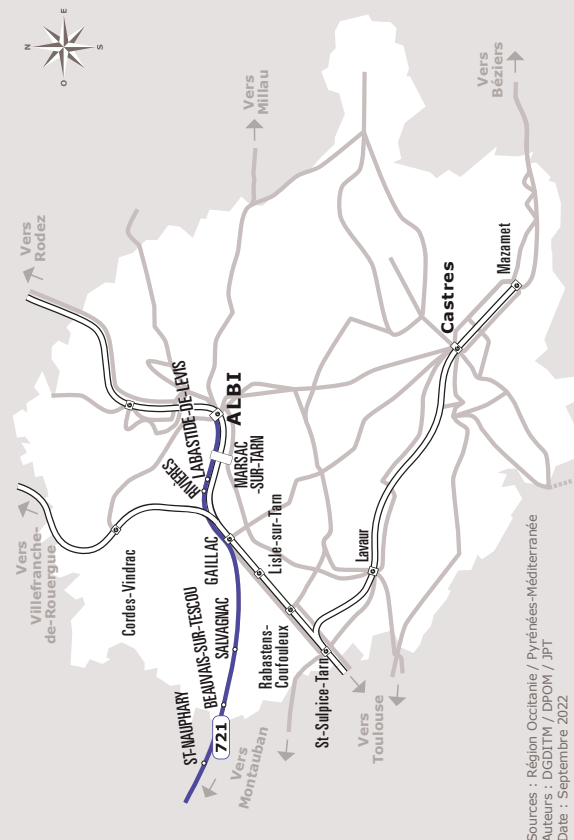 N
E
S
O
Vers
Rodez
Vers
Millau
Vers
Béziers
Vers
Villefranche-
de-Rouergue
Cordes-Vindrac
RIVIÈRES
LABASTIDE-DE-LEVIS
ALBI
MARSAC
-SUR-TARN
GAILLAC
Lisle-sur-Tarn
Castres
Mazamet
Lavaur
ST-NAUPHARY
BEAUVAIS-SUR-TESCOU
SALVAGNAC
721
Rabastens-
Coufouleux
St-Sulpice-Tarn
Vers
Montauban
Vers
Toulouse
Sources : Région Occitanie / Pyrénées-Méditerranée
Auteurs : DGDITM / DPOM / JPT
Date : Septembre 2022